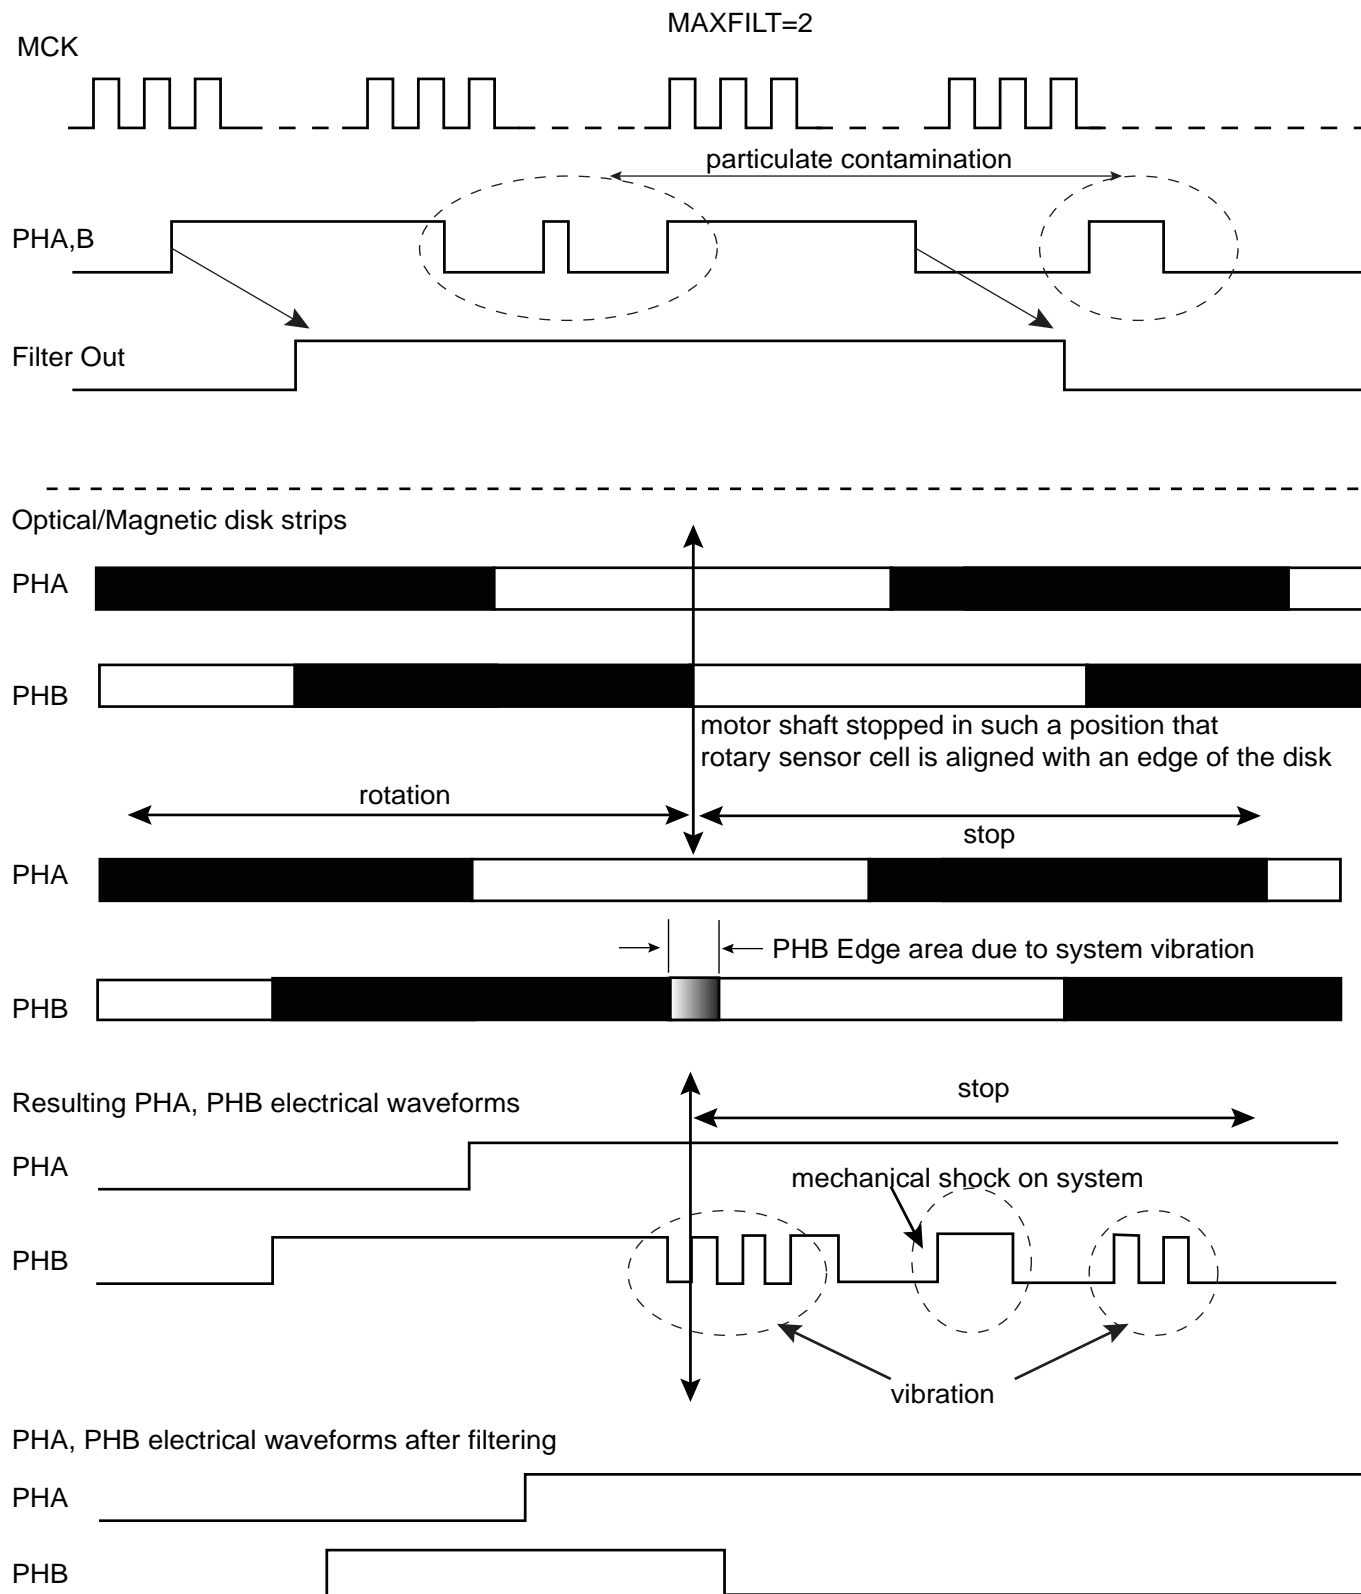 MAXFILT=2
MCK
particulate contamination
PHA,B
Filter Out
Optical/Magnetic disk strips
PHA
PHB
motor shaft stopped in such a position that
rotary sensor cell is aligned with an edge of the disk
rotation
stop
PHA
PHB Edge area due to system vibration
PHB
stop
Resulting PHA, PHB electrical waveforms
PHA
mechanical shock on system
PHB
vibration
PHA, PHB electrical waveforms after filtering
PHA
PHB